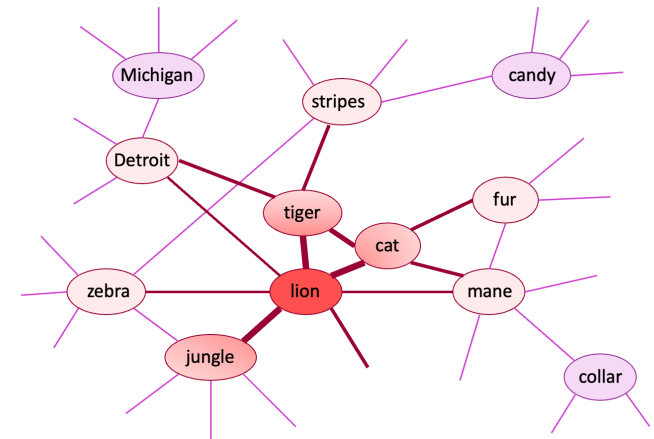 Michigan
candy
stripes
Detroit
fur
tiger
cat
zebra
lion
mane
jungle
collar